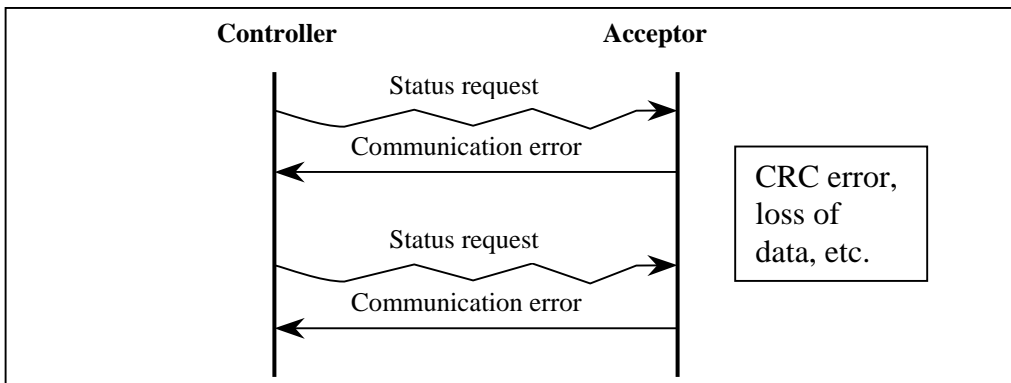 Controller Acceptor
Status request
Communication error
CRC error,
loss of
data, etc.
Status request
Communication error